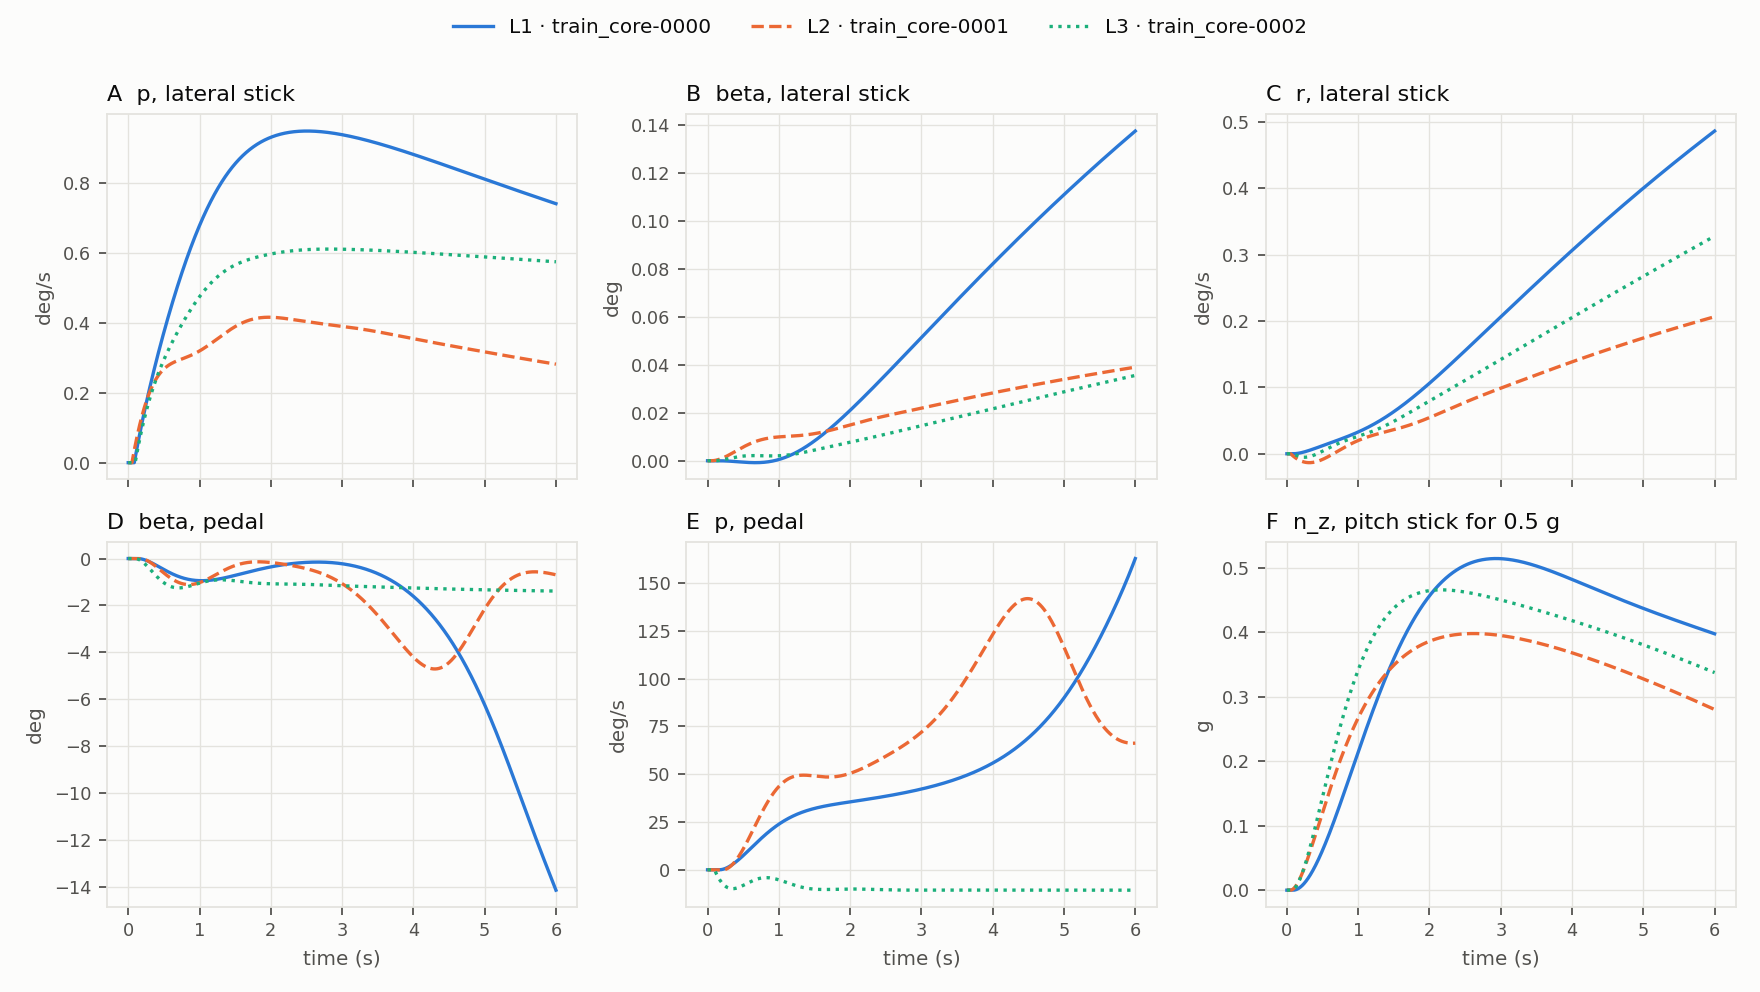 L1 · train_core-0000 L2 · train_core-0001 L3 · train_core-0002
A p, lateral stick
deg/s
0.8
0.6
0.4
0.2
0.0
B beta, lateral stick
deg
0.14
0.12
0.10
0.08
0.06
0.04
0.02
0.00
C r, lateral stick
deg/s
0.5
0.4
0.3
0.2
0.1
0.0
D beta, pedal
deg
0
−2
−4
−6
−8
−10
−12
−14
0 1 2 3 4 5 6
time (s)
E p, pedal
deg/s
150
125
100
75
50
25
0
0 1 2 3 4 5 6
time (s)
F n_z, pitch stick for 0.5 g
g
0.5
0.4
0.3
0.2
0.1
0.0
0 1 2 3 4 5 6
time (s)